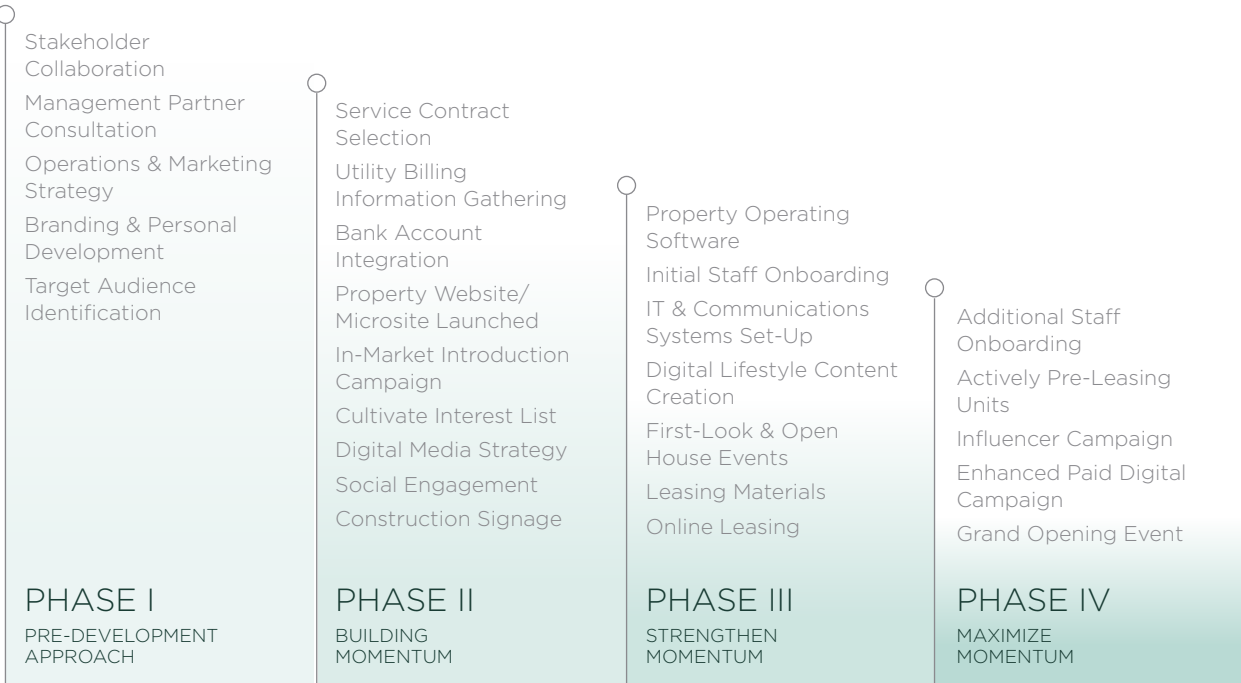 Stakeholder
Collaboration
Management Partner
Consultation
Operations & Marketing
Strategy
Branding & Personal
Development
Target Audience
Identification
PHASE I
PRE-DEVELOPMENT
APPROACH
Service Contract
Selection
Utility Billing
Information Gathering
Bank Account
Integration
Property Website/
Microsite Launched
In-Market Introduction
Campaign
Cultivate Interest List
Digital Media Strategy
Social Engagement
Construction Signage
PHASE II
BUILDING
MOMENTUM
Property Operating
Software
Initial Staff Onboarding
IT & Communications
Systems Set-Up
Digital Lifestyle Content
Creation
First-Look & Open
House Events
Leasing Materials
Online Leasing
PHASE III
STRENGTHEN
MOMENTUM
Additional Staff
Onboarding
Actively Pre-Leasing
Units
Influencer Campaign
Enhanced Paid Digital
Campaign
Grand Opening Event
PHASE IV
MAXIMIZE
MOMENTUM